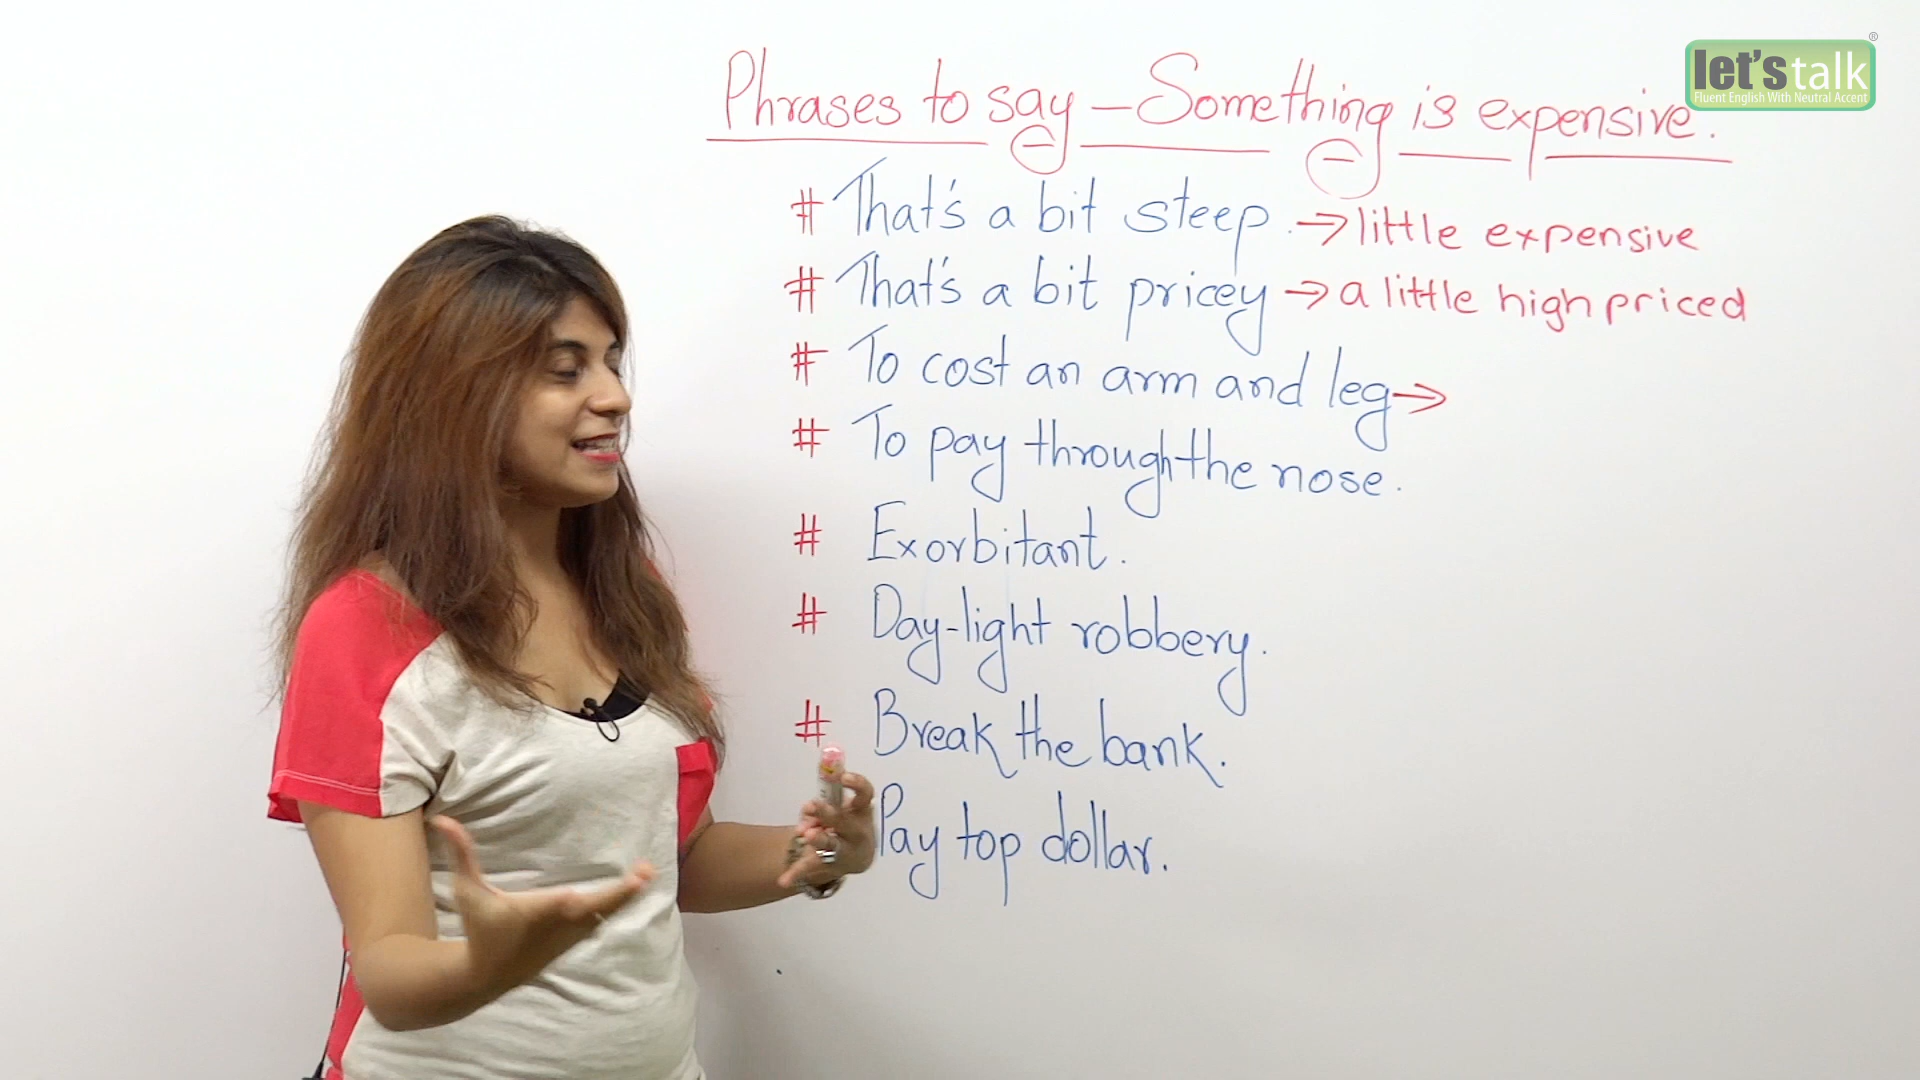 Phrases to say – Something is expensive.
# That's a bit steep. → little expensive
# That's a bit pricey → a little high priced
# To cost an arm and leg →
# To pay through the nose.
# Exorbitant.
# Day-light robbery.
# Break the bank.
Pay top dollar.
let's talk ®
Fluent English With Neutral Accent